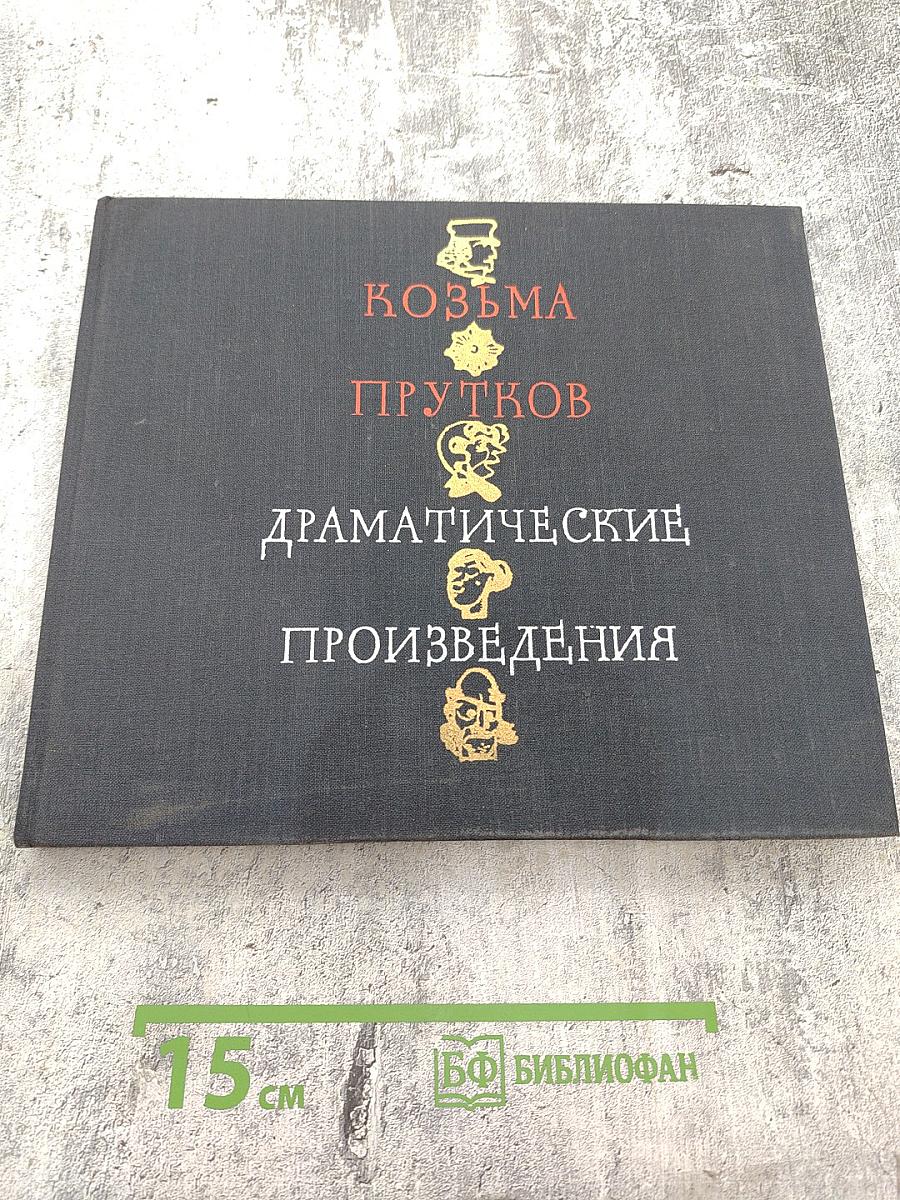 КОЗЬМА
ПРУТКОВ
ДРАМАТИЧЕСКИЕ
ПРОИЗВЕДЕНИЯ
15 см
БФ БИБЛИОФАН